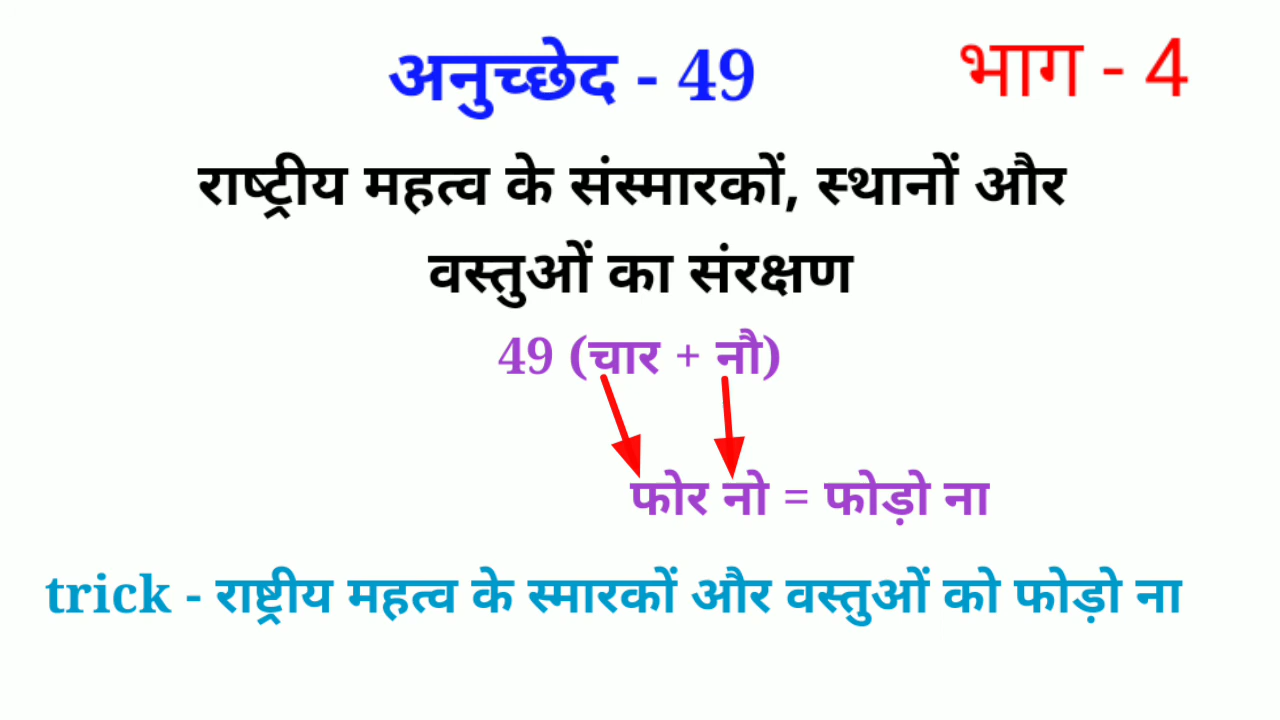 अनुच्छेद - 49 भाग - 4
राष्ट्रीय महत्व के संस्मारकों, स्थानों और
वस्तुओं का संरक्षण
49 (चार + नौ)
फोर नो = फोड़ो ना
trick - राष्ट्रीय महत्व के स्मारकों और वस्तुओं को फोड़ो ना